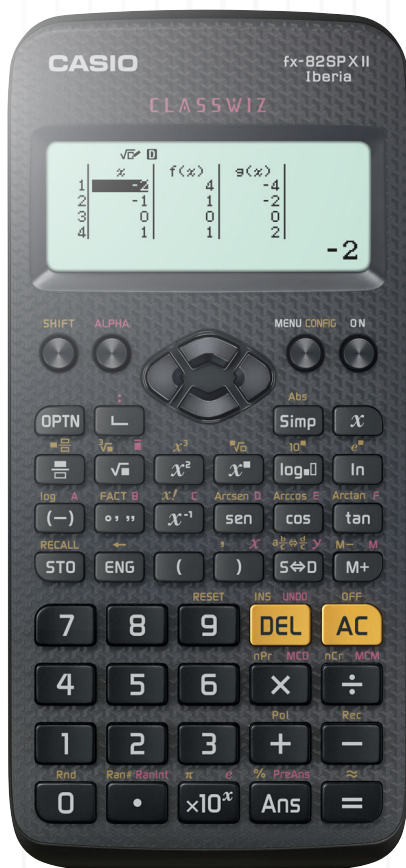 CASIO fx-82SPXII
Iberia
CLASSWIZ
√▫ D
x f(x) g(x)
1 -2 4 -4
2 -1 1 -2
3 0 0 0
4 1 1 2
-2
SHIFT ALPHA MENU CONFIG ON
: Abs
OPTN Simp x
³√■ x³ ■√▫ 10■ e■
√■ x² x■ log■▯ ln
log A FACT B x! C Arcsen D Arccos E Arctan F
(−) ° ’ ” x⁻¹ sen cos tan
RECALL ← , x a b/c⇔d/c y M− M
STO ENG ( ) S⇔D M+
RESET INS UNDO OFF
7 8 9 DEL AC
nPr MCD nCr MCM
4 5 6 × ÷
Pol Rec
1 2 3 + −
Rnd Ran# RanInt π e % PreAns ≈
0 • ×10ˣ Ans =